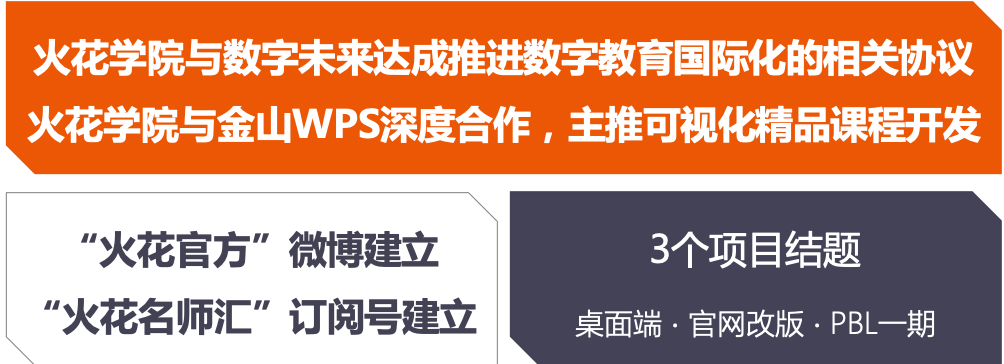 火花学院与数字未来达成推进数字教育国际化的相关协议
火花学院与金山WPS深度合作，主推可视化精品课程开发
“火花官方”微博建立
“火花名师汇”订阅号建立
3个项目结题
桌面端·官网改版·PBL一期